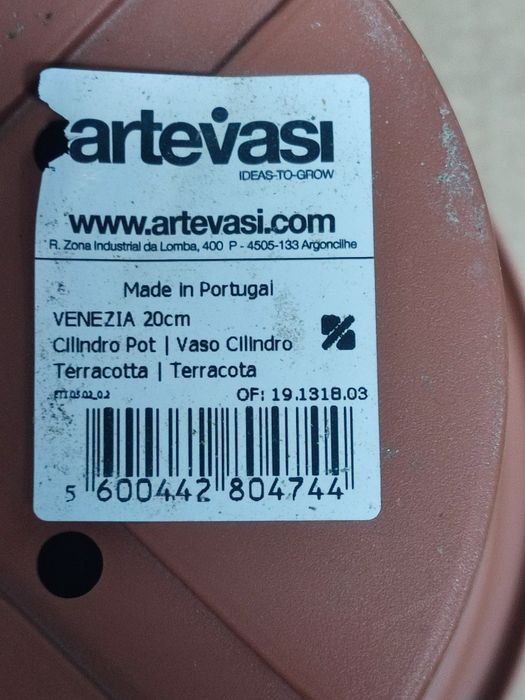 artevasi
IDEAS-TO-GROW
www.artevasi.com
R. Zona Industrial da Lomba, 400 P - 4505-133 Argoncilhe
Made in Portugal
VENEZIA 20cm
Cilindro Pot | Vaso Cilindro
Terracotta | Terracota
OF: 19.1318.03
5 600442 804744